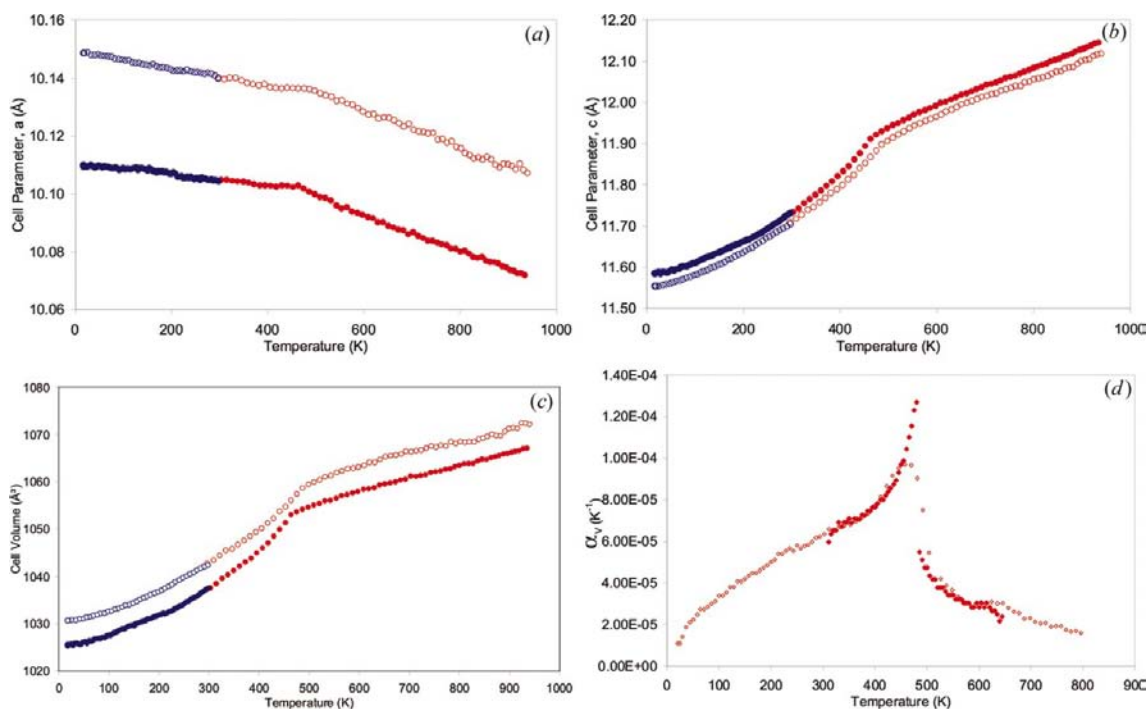 (a)
Cell Parameter, a (Å)
10.16
10.14
10.12
10.10
10.08
10.06
0 200 400 600 800 1000
Temperature (K)
(b)
Cell Parameter, c (Å)
12.20
12.10
12.00
11.90
11.80
11.70
11.60
11.50
0 200 400 600 800 1000
Temperature (K)
(c)
Cell Volume (Å³)
1080
1070
1060
1050
1040
1030
1020
0 100 200 300 400 500 600 700 800 900 1000
Temperature (K)
(d)
αV (K⁻¹)
1.40E-04
1.20E-04
1.00E-04
8.00E-05
6.00E-05
4.00E-05
2.00E-05
0.00E+00
0 100 200 300 400 500 600 700 800 900
Temperature (K)